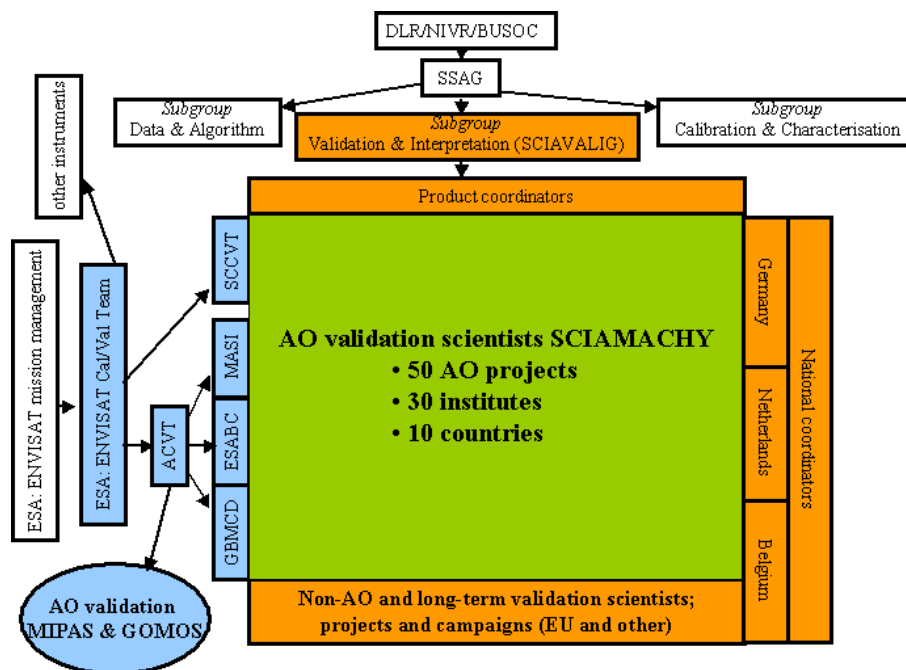 DLR/NIVR/BUSOC
SSAG
Subgroup
Data & Algorithm
Subgroup
Validation & Interpretation (SCIAVALIG)
Subgroup
Calibration & Characterisation
Product coordinators
other instruments
ESA: ENVISAT mission management
ESA: ENVISAT Cal/Val Team
ACVT
SCCVT
MASI
ESABC
GBMCD
AO validation scientists SCIAMACHY
• 50 AO projects
• 30 institutes
• 10 countries
Germany
Netherlands
Belgium
National coordinators
AO validation
MIPAS & GOMOS
Non-AO and long-term validation scientists;
projects and campaigns (EU and other)